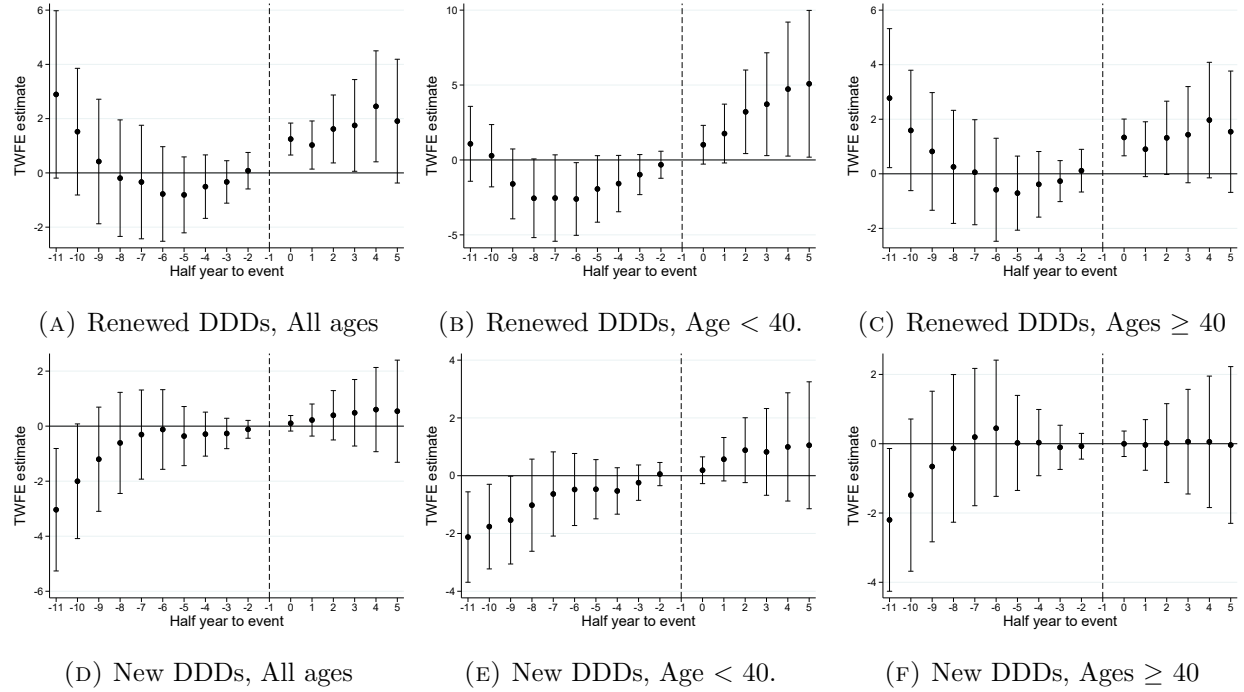 6
4
2
0
-2
TWFE estimate
-11 -10 -9 -8 -7 -6 -5 -4 -3 -2 -1 0 1 2 3 4 5
Half year to event
(A) Renewed DDDs, All ages
10
5
0
-5
TWFE estimate
-11 -10 -9 -8 -7 -6 -5 -4 -3 -2 -1 0 1 2 3 4 5
Half year to event
(B) Renewed DDDs, Age < 40.
6
4
2
0
-2
TWFE estimate
-11 -10 -9 -8 -7 -6 -5 -4 -3 -2 -1 0 1 2 3 4 5
Half year to event
(C) Renewed DDDs, Ages ≥ 40
2
0
-2
-4
-6
TWFE estimate
-11 -10 -9 -8 -7 -6 -5 -4 -3 -2 -1 0 1 2 3 4 5
Half year to event
(D) New DDDs, All ages
4
2
0
-2
-4
TWFE estimate
-11 -10 -9 -8 -7 -6 -5 -4 -3 -2 -1 0 1 2 3 4 5
Half year to event
(E) New DDDs, Age < 40.
2
0
-2
-4
TWFE estimate
-11 -10 -9 -8 -7 -6 -5 -4 -3 -2 -1 0 1 2 3 4 5
Half year to event
(F) New DDDs, Ages ≥ 40